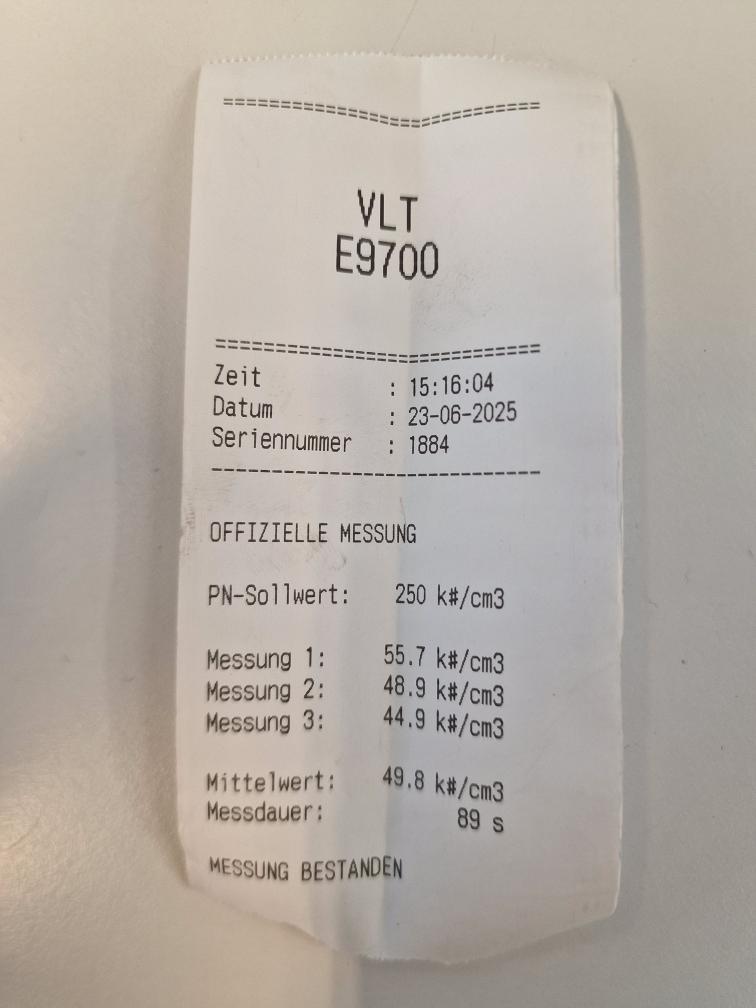 ==============================
VLT
E9700
==============================
Zeit : 15:16:04
Datum : 23-06-2025
Seriennummer : 1884
------------------------------
OFFIZIELLE MESSUNG
PN-Sollwert: 250 k#/cm3
Messung 1: 55.7 k#/cm3
Messung 2: 48.9 k#/cm3
Messung 3: 44.9 k#/cm3
Mittelwert: 49.8 k#/cm3
Messdauer: 89 s
MESSUNG BESTANDEN